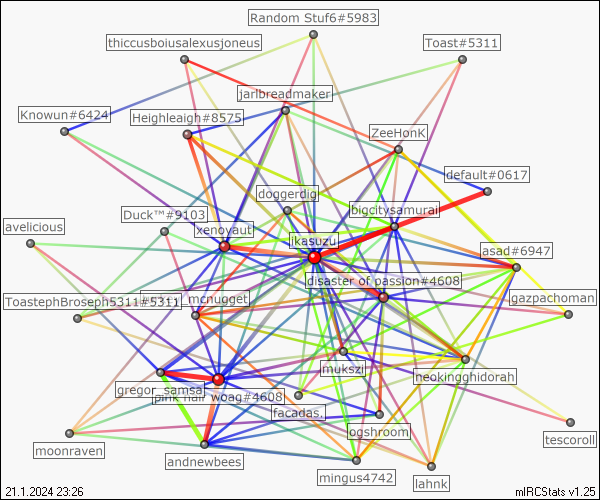 Random Stuf6#5983
thiccusboiusalexusjoneus
Toast#5311
jarlbreadmaker
Knowun#6424
Heighleaigh#8575
ZeeHonK
default#0617
doggerdig
bigcitysamurai
Duck™#9103
avelicious
xenoyaut
ikasuzu
asad#6947
disaster of passion#4608
ToastephBroseph5311#5311
mcnugget
gazpachoman
mukszi
neokingghidorah
gregor_samsa
pink hair woag#4608
facadas.
ogshroom
tescoroll
moonraven
andnewbees
mingus4742
lahnk
21.1.2024 23:26
mIRCStats v1.25